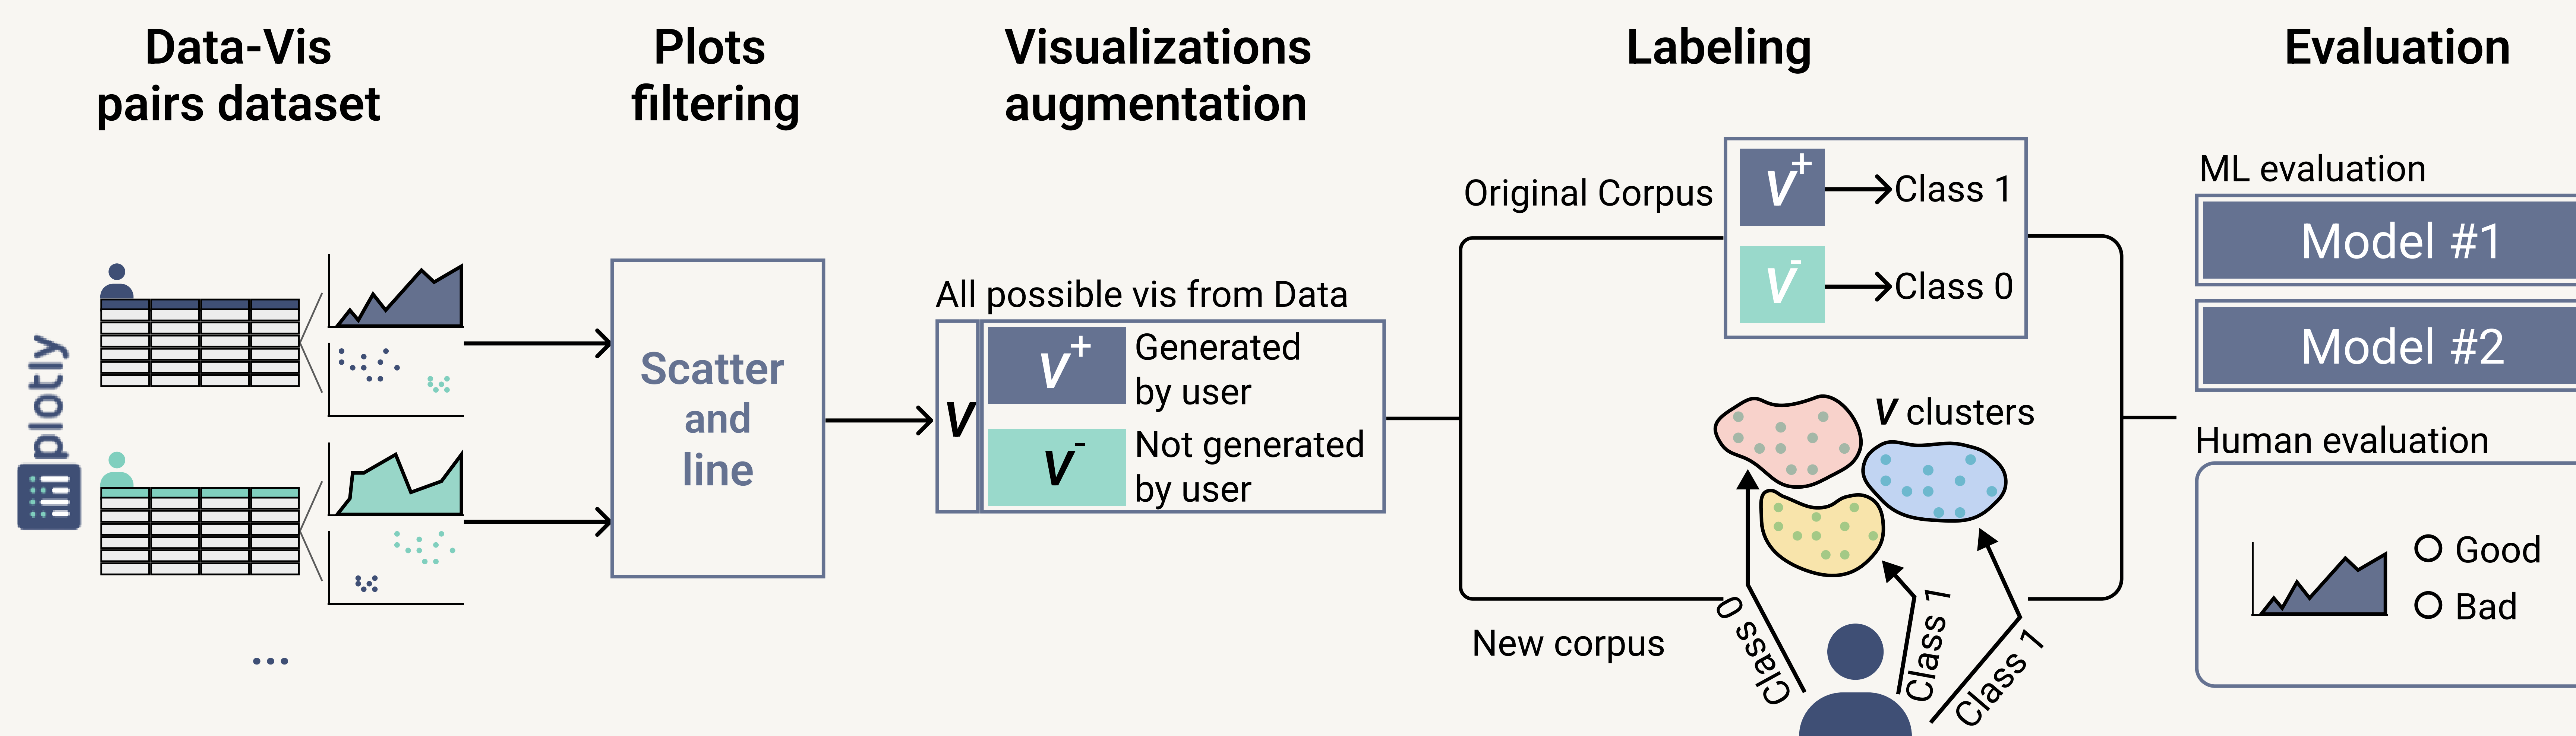 Data-Vis
pairs dataset
Plots
filtering
Visualizations
augmentation
Labeling
Evaluation
plotly
Scatter
and
line
All possible vis from Data
V
V+
Generated
by user
V-
Not generated
by user
Original Corpus
V+
Class 1
V-
Class 0
V clusters
New corpus
Class 0
Class 1
Class 1
ML evaluation
Model #1
Model #2
Human evaluation
Good
Bad